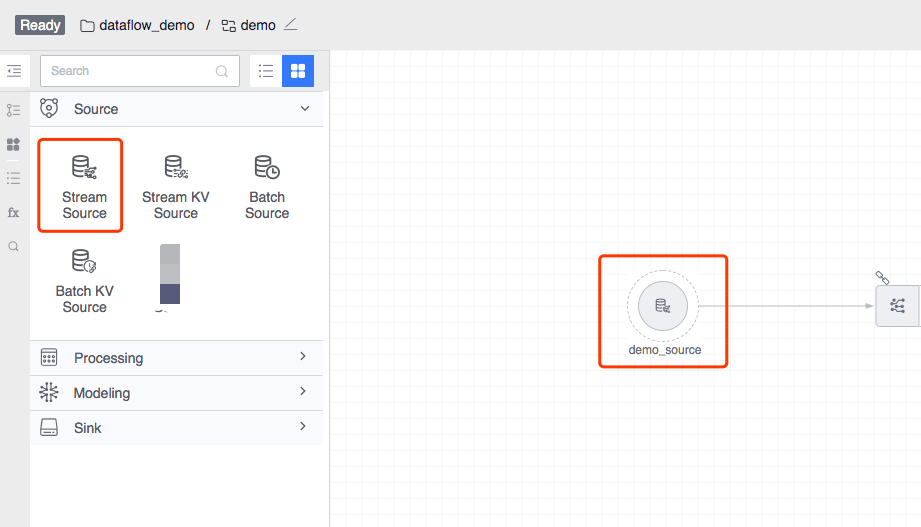 Ready dataflow_demo / demo
Search
Source
Stream
Source
Stream KV
Source
Batch
Source
Batch KV
Source
fx
demo_source
Processing
Modeling
Sink